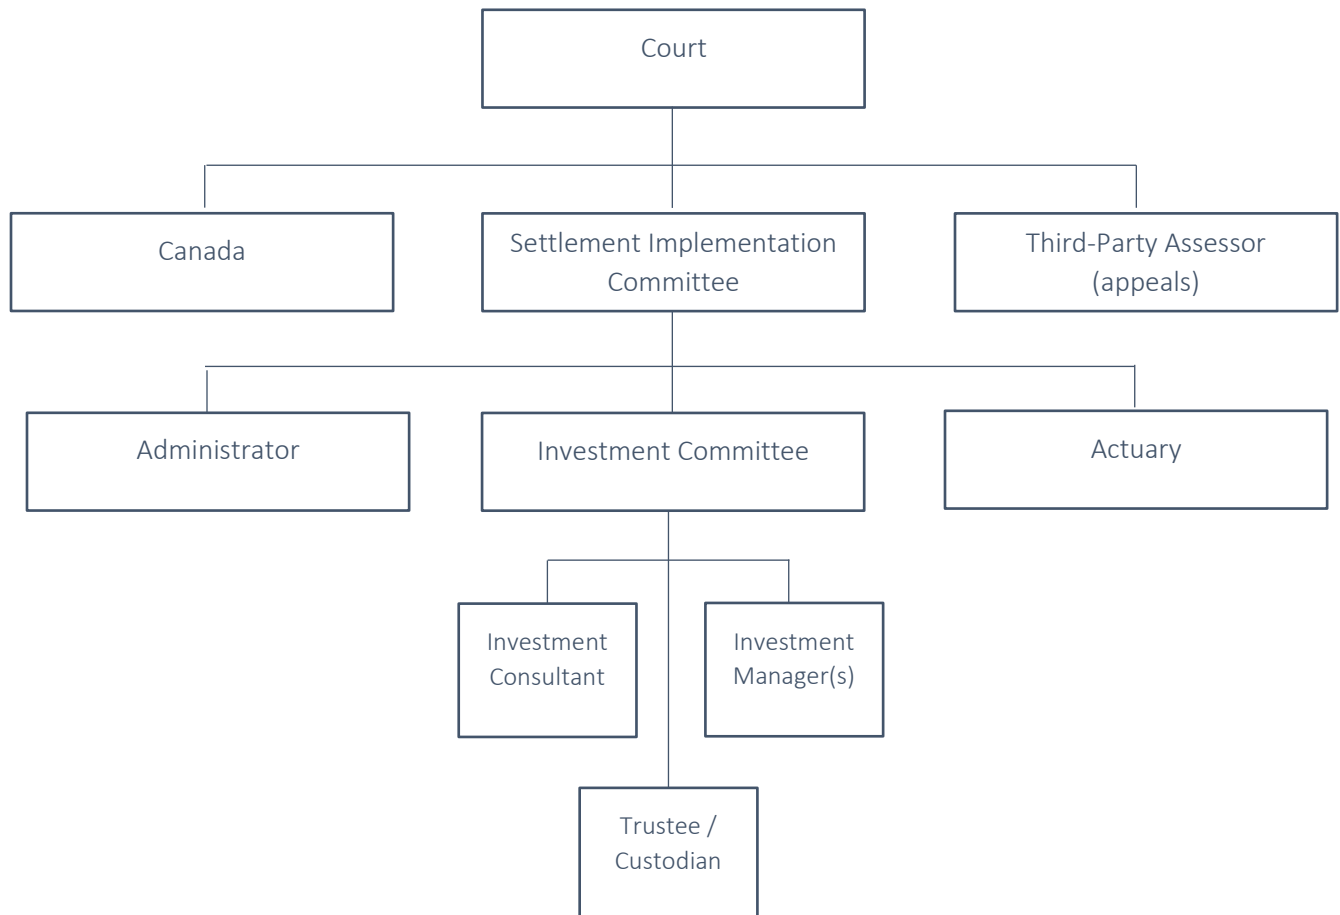 Court
Canada
Settlement Implementation
Committee
Third-Party Assessor
(appeals)
Administrator
Investment Committee
Actuary
Investment
Consultant
Investment
Manager(s)
Trustee /
Custodian